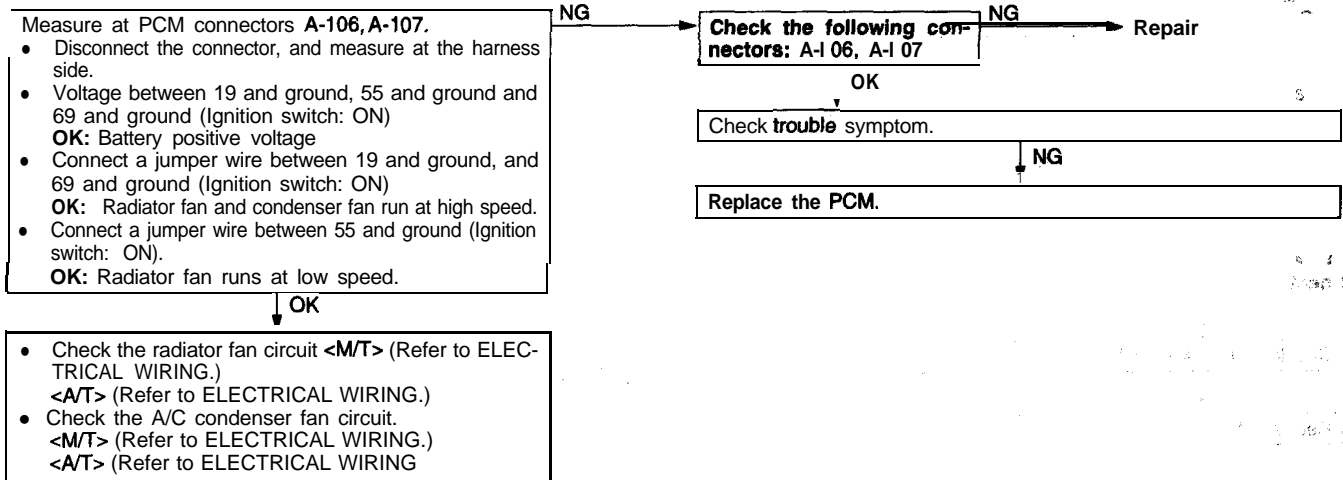 Measure at PCM connectors A-106, A-107.
• Disconnect the connector, and measure at the harness
side.
• Voltage between 19 and ground, 55 and ground and
69 and ground (Ignition switch: ON)
OK: Battery positive voltage
• Connect a jumper wire between 19 and ground, and
69 and ground (Ignition switch: ON)
OK: Radiator fan and condenser fan run at high speed.
• Connect a jumper wire between 55 and ground (Ignition
switch: ON).
OK: Radiator fan runs at low speed.
NG
Check the following con-
nectors: A-I 06, A-I 07
NG
Repair
OK
Check trouble symptom.
NG
Replace the PCM.
OK
• Check the radiator fan circuit <M/T> (Refer to ELEC-
TRICAL WIRING.)
<A/T> (Refer to ELECTRICAL WIRING.)
• Check the A/C condenser fan circuit.
<M/T> (Refer to ELECTRICAL WIRING.)
<A/T> (Refer to ELECTRICAL WIRING